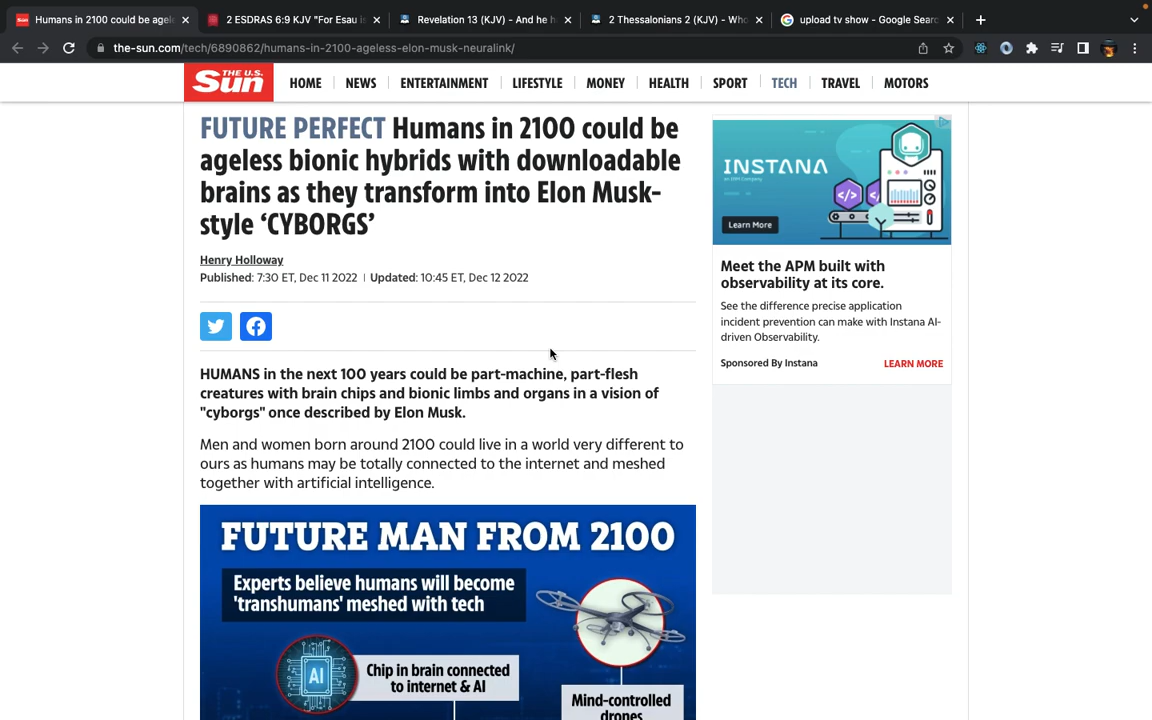 Humans in 2100 could be agele
2 ESDRAS 6:9 KJV "For Esau is
Revelation 13 (KJV) - And he h
2 Thessalonians 2 (KJV) - Who
upload tv show - Google Searc
the-sun.com/tech/6890862/humans-in-2100-ageless-elon-musk-neuralink/
THE U.S. Sun
HOME NEWS ENTERTAINMENT LIFESTYLE MONEY HEALTH SPORT TECH TRAVEL MOTORS
FUTURE PERFECT Humans in 2100 could be
ageless bionic hybrids with downloadable
brains as they transform into Elon Musk-
style ‘CYBORGS’
Henry Holloway
Published: 7:30 ET, Dec 11 2022 | Updated: 10:45 ET, Dec 12 2022
HUMANS in the next 100 years could be part-machine, part-flesh
creatures with brain chips and bionic limbs and organs in a vision of
"cyborgs" once described by Elon Musk.
Men and women born around 2100 could live in a world very different to
ours as humans may be totally connected to the internet and meshed
together with artificial intelligence.
FUTURE MAN FROM 2100
Experts believe humans will become
'transhumans' meshed with tech
AI
Chip in brain connected
to internet & AI
Mind-controlled
drones
INSTANA
Learn More
Meet the APM built with
observability at its core.
See the difference precise application
incident prevention can make with Instana AI-
driven Observability.
Sponsored By Instana
LEARN MORE